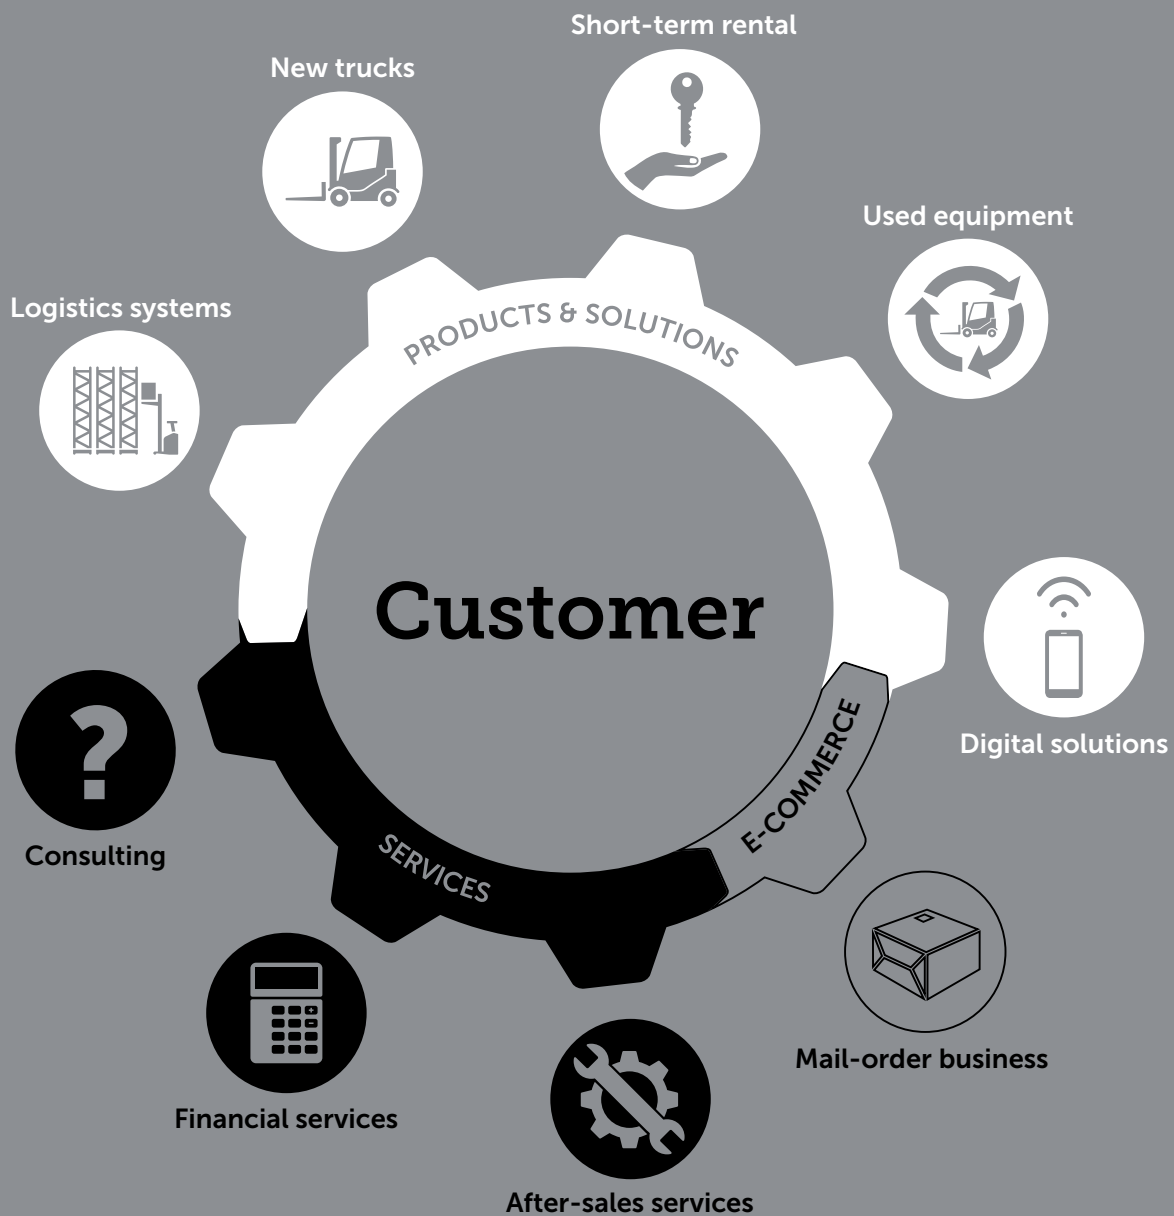 Short-term rental
New trucks
Used equipment
Logistics systems
PRODUCTS & SOLUTIONS
Customer
Digital solutions
E-COMMERCE
SERVICES
Consulting
Mail-order business
Financial services
After-sales services